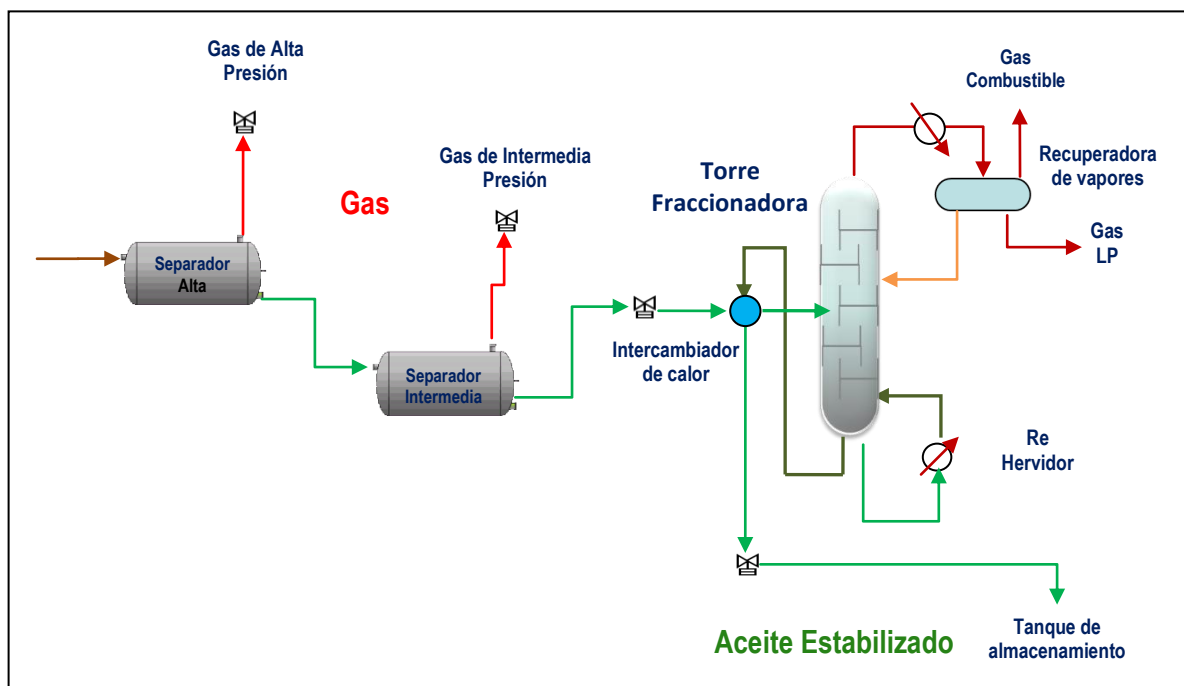 Gas de Alta
Presión
Gas
Combustible
Gas de Intermedia
Presión
Recuperadora
de vapores
Torre
Fraccionadora
Gas
Gas
LP
Separador
Alta
Intercambiador
de calor
Separador
Intermedia
Re
Hervidor
Aceite Estabilizado
Tanque de
almacenamiento